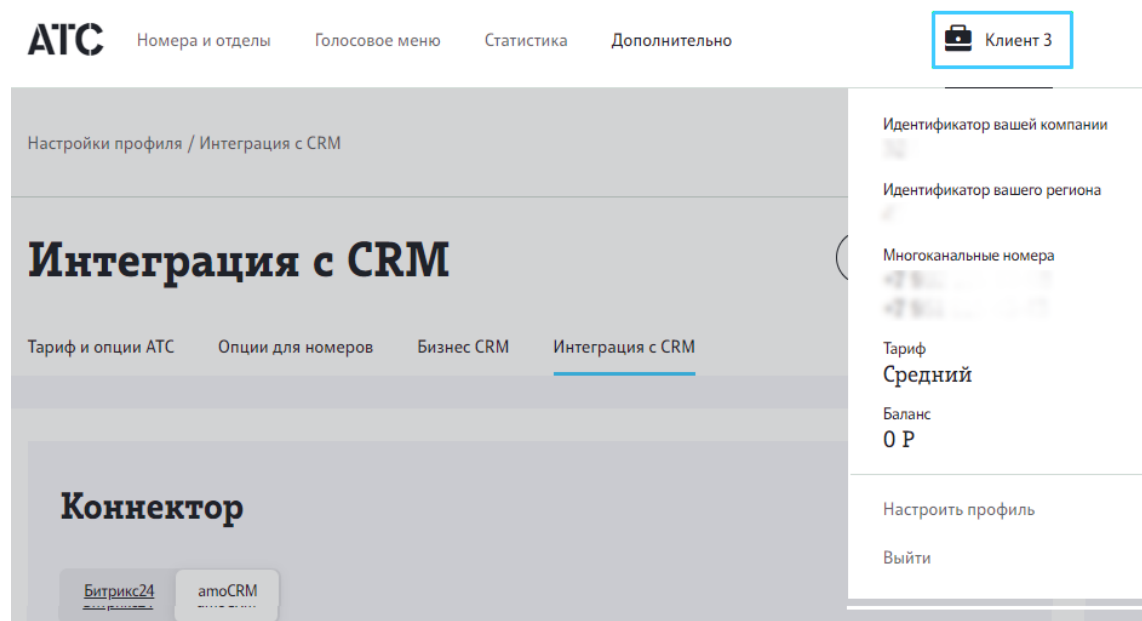 АТС Номера и отделы Голосовое меню Статистика Дополнительно Клиент 3
Настройки профиля / Интеграция с CRM
Интеграция с CRM
Тариф и опции АТС Опции для номеров Бизнес CRM Интеграция с CRM
Коннектор
Битрикс24 amoCRM
Идентификатор вашей компании
Идентификатор вашего региона
Многоканальные номера
Тариф
Средний
Баланс
0 Р
Настроить профиль
Выйти